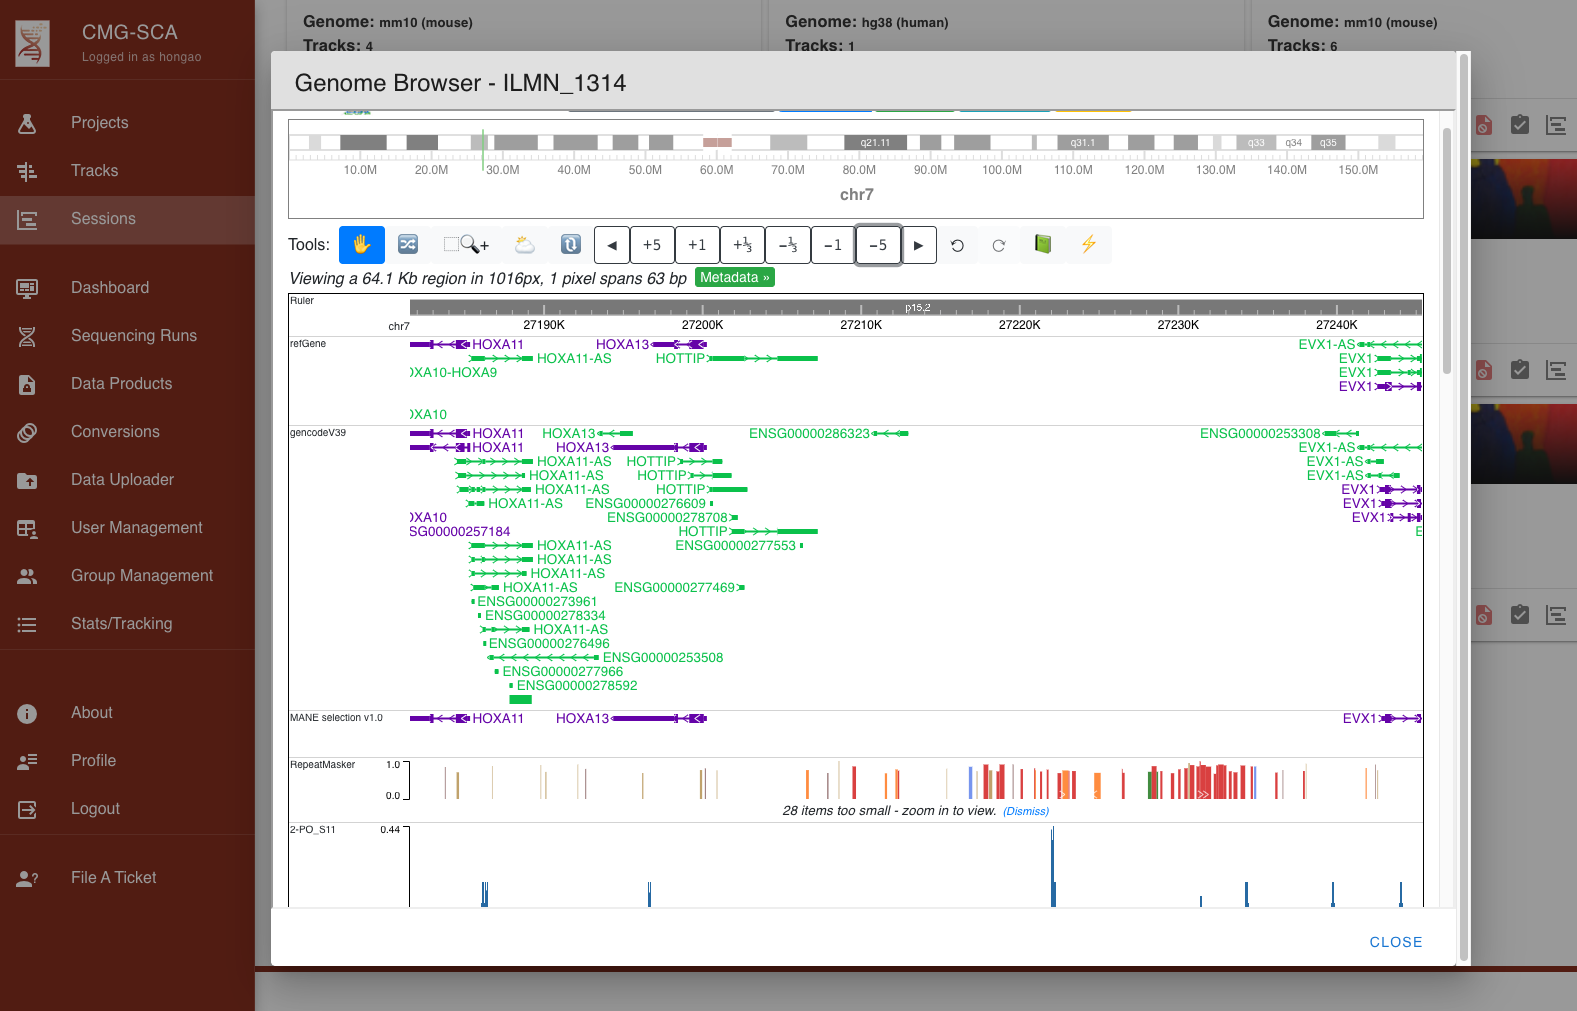 CMG-SCA
Logged in as hongao
Projects
Tracks
Sessions
Dashboard
Sequencing Runs
Data Products
Conversions
Data Uploader
User Management
Group Management
Stats/Tracking
About
Profile
Logout
File A Ticket
Genome: mm10 (mouse)
Tracks: 4
Genome: hg38 (human)
Tracks: 1
Genome: mm10 (mouse)
Tracks: 6
Genome Browser - ILMN_1314
q21.11 q31.1 q33 q34 q35
10.0M 20.0M 30.0M 40.0M 50.0M 60.0M 70.0M 80.0M 90.0M 100.0M 110.0M 120.0M 130.0M 140.0M 150.0M
chr7
Tools: + ◀ +5 +1 +⅓ -⅓ -1 -5 ▶
Viewing a 64.1 Kb region in 1016px, 1 pixel spans 63 bp Metadata »
Ruler p15.2
chr7 27190K 27200K 27210K 27220K 27230K 27240K
refGene HOXA11 HOXA13 EVX1-AS
HOXA11-AS HOTTIP EVX1
OXA10-HOXA9 EVX1
EVX1
OXA10
gencodeV39 HOXA11 HOXA13 ENSG00000286323 ENSG00000253308
HOXA11 HOXA13 EVX1-AS
HOXA11-AS HOTTIP EVX1-AS
HOXA11-AS HOTTIP EVX1-AS
HOXA11-AS HOTTIP EVX1
HOXA11-AS ENSG00000276609 EVX1
OXA10 ENSG00000278708 EVX1
SG00000257184 HOTTIP E
HOXA11-AS ENSG00000277553
HOXA11-AS
HOXA11-AS
HOXA11-AS ENSG00000277469
ENSG00000273961
ENSG00000278334
HOXA11-AS
ENSG00000276496
ENSG00000253508
ENSG00000277966
ENSG00000278592
MANE selection v1.0 HOXA11 HOXA13 EVX1
RepeatMasker 1.0
0.0
28 items too small - zoom in to view. (Dismiss)
2-PO_S11 0.44
CLOSE